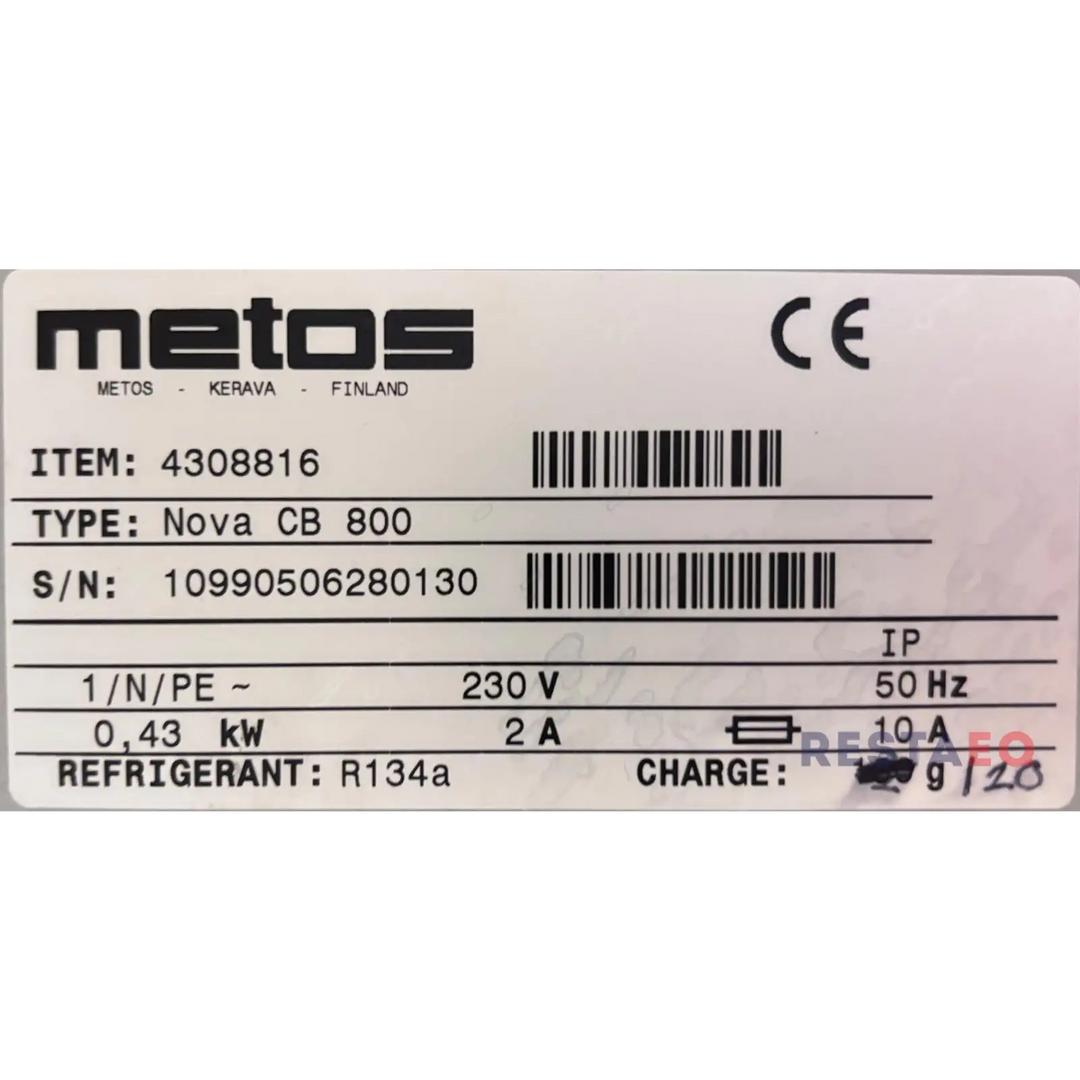 metos
CE
METOS - KERAVA - FINLAND
ITEM: 4308816
TYPE: Nova CB 800
S/N: 10990506280130
IP
1/N/PE ~ 230 V 50 Hz
0,43 kW 2 A 10 A
RESTAEQ
REFRIGERANT: R134a CHARGE: g 120